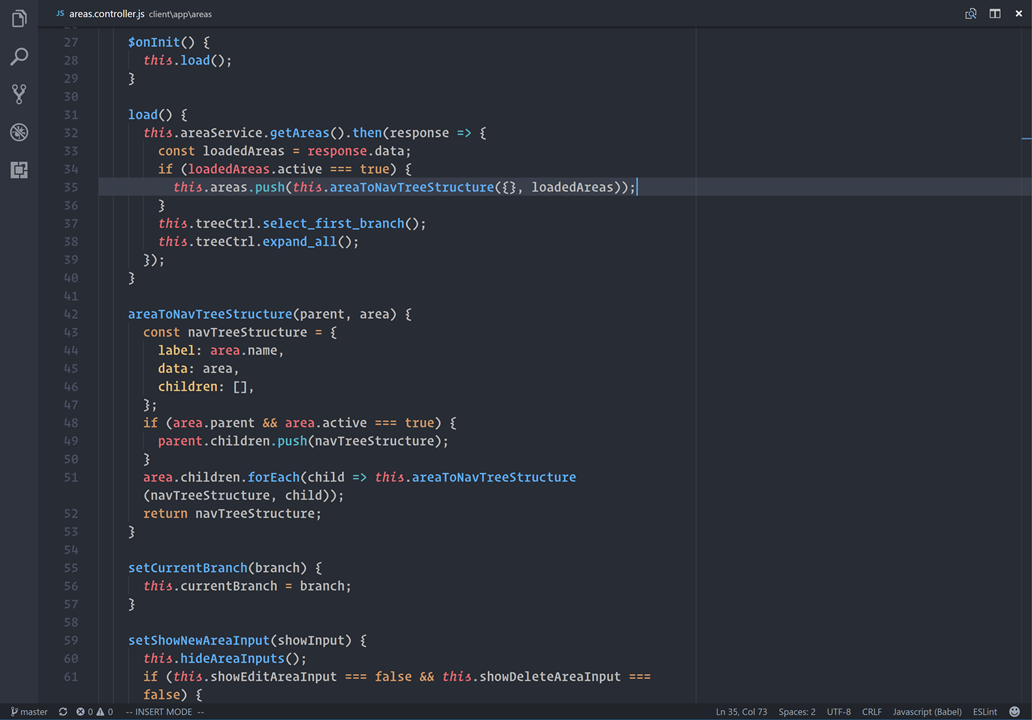 JS areas.controller.js client\app\areas
27 $onInit() {
28 this.load();
29 }
30
31 load() {
32 this.areaService.getAreas().then(response => {
33 const loadedAreas = response.data;
34 if (loadedAreas.active === true) {
35 this.areas.push(this.areaToNavTreeStructure({}, loadedAreas));
36 }
37 this.treeCtrl.select_first_branch();
38 this.treeCtrl.expand_all();
39 });
40 }
41
42 areaToNavTreeStructure(parent, area) {
43 const navTreeStructure = {
44 label: area.name,
45 data: area,
46 children: [],
47 };
48 if (area.parent && area.active === true) {
49 parent.children.push(navTreeStructure);
50 }
51 area.children.forEach(child => this.areaToNavTreeStructure
(navTreeStructure, child));
52 return navTreeStructure;
53 }
54
55 setCurrentBranch(branch) {
56 this.currentBranch = branch;
57 }
58
59 setShowNewAreaInput(showInput) {
60 this.hideAreaInputs();
61 if (this.showEditAreaInput === false && this.showDeleteAreaInput ===
false) {
master 0 0 -- INSERT MODE -- Ln 35, Col 73 Spaces: 2 UTF-8 CRLF Javascript (Babel) ESLint